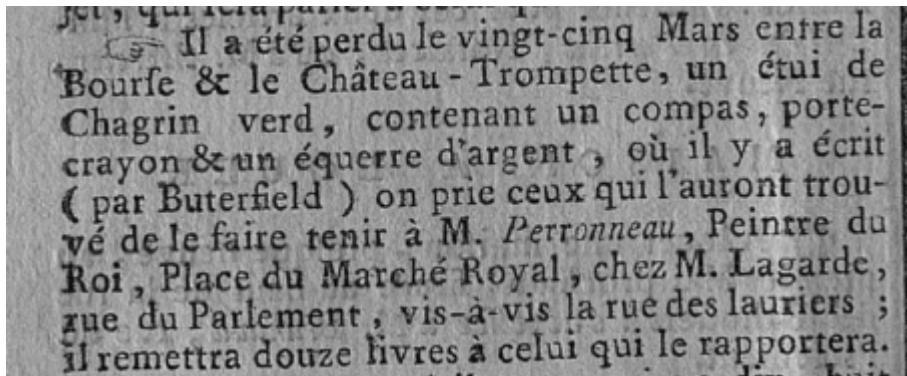 ☞ Il a été perdu le vingt-cinq Mars entre la
Bourſe & le Château-Trompette, un étui de
Chagrin verd, contenant un compas, porte-
crayon & un équerre d'argent, où il y a écrit
( par Buterfield ) on prie ceux qui l'auront trou-
vé de le faire tenir à M. Perronneau, Peintre du
Roi, Place du Marché Royal, chez M. Lagarde,
rue du Parlement, vis-à-vis la rue des lauriers ;
il remettra douze livres à celui qui le rapportera.